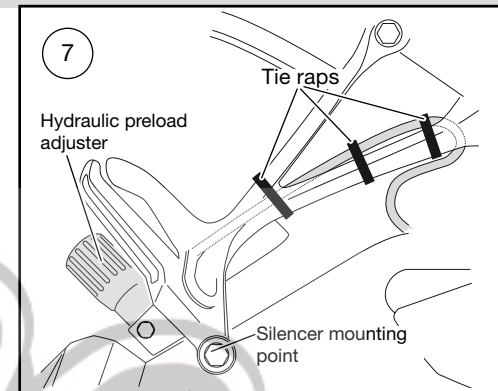 7
Tie raps
Hydraulic preload
adjuster
Silencer mounting
point